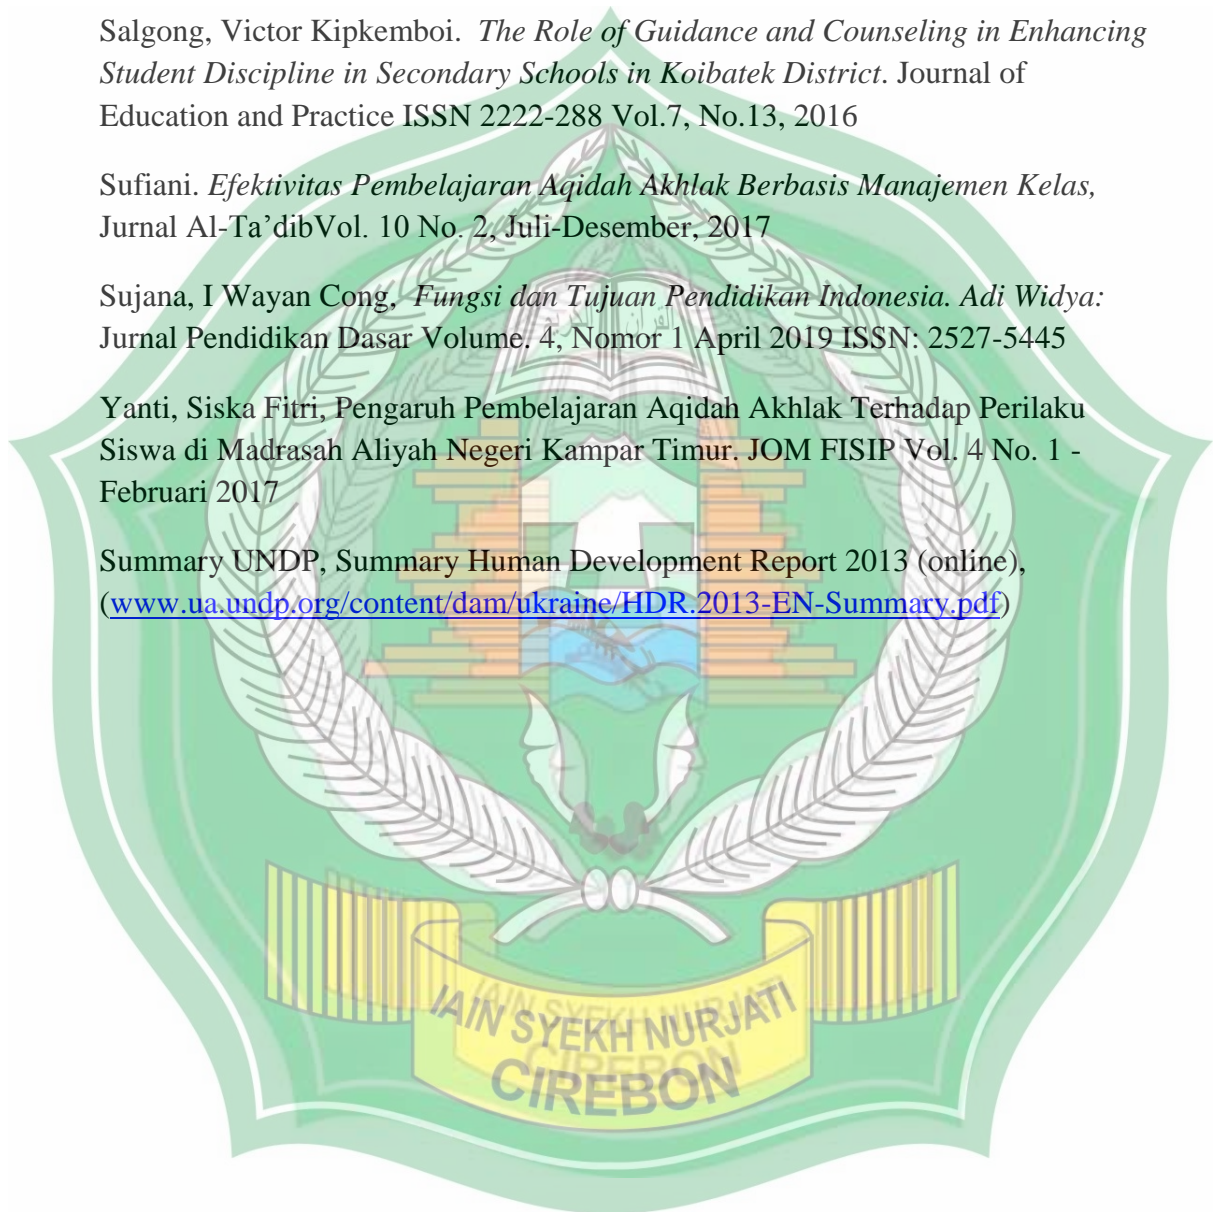 Salgong, Victor Kipkemboi. The Role of Guidance and Counseling in Enhancing
Student Discipline in Secondary Schools in Koibatek District. Journal of
Education and Practice ISSN 2222-288 Vol.7, No.13, 2016
Sufiani. Efektivitas Pembelajaran Aqidah Akhlak Berbasis Manajemen Kelas,
Jurnal Al-Ta’dibVol. 10 No. 2, Juli-Desember, 2017
Sujana, I Wayan Cong, Fungsi dan Tujuan Pendidikan Indonesia. Adi Widya:
Jurnal Pendidikan Dasar Volume. 4, Nomor 1 April 2019 ISSN: 2527-5445
Yanti, Siska Fitri, Pengaruh Pembelajaran Aqidah Akhlak Terhadap Perilaku
Siswa di Madrasah Aliyah Negeri Kampar Timur. JOM FISIP Vol. 4 No. 1 -
Februari 2017
Summary UNDP, Summary Human Development Report 2013 (online),
(www.ua.undp.org/content/dam/ukraine/HDR.2013-EN-Summary.pdf)
IAIN SYEKH NURJATI
CIREBON